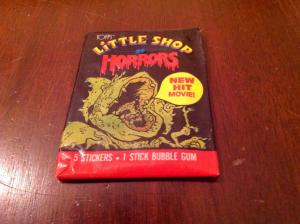 TOPPS
LITTLE SHOP
OF
HORRORS
NEW
HIT
MOVIE!
5 STICKERS • 1 STICK BUBBLE GUM